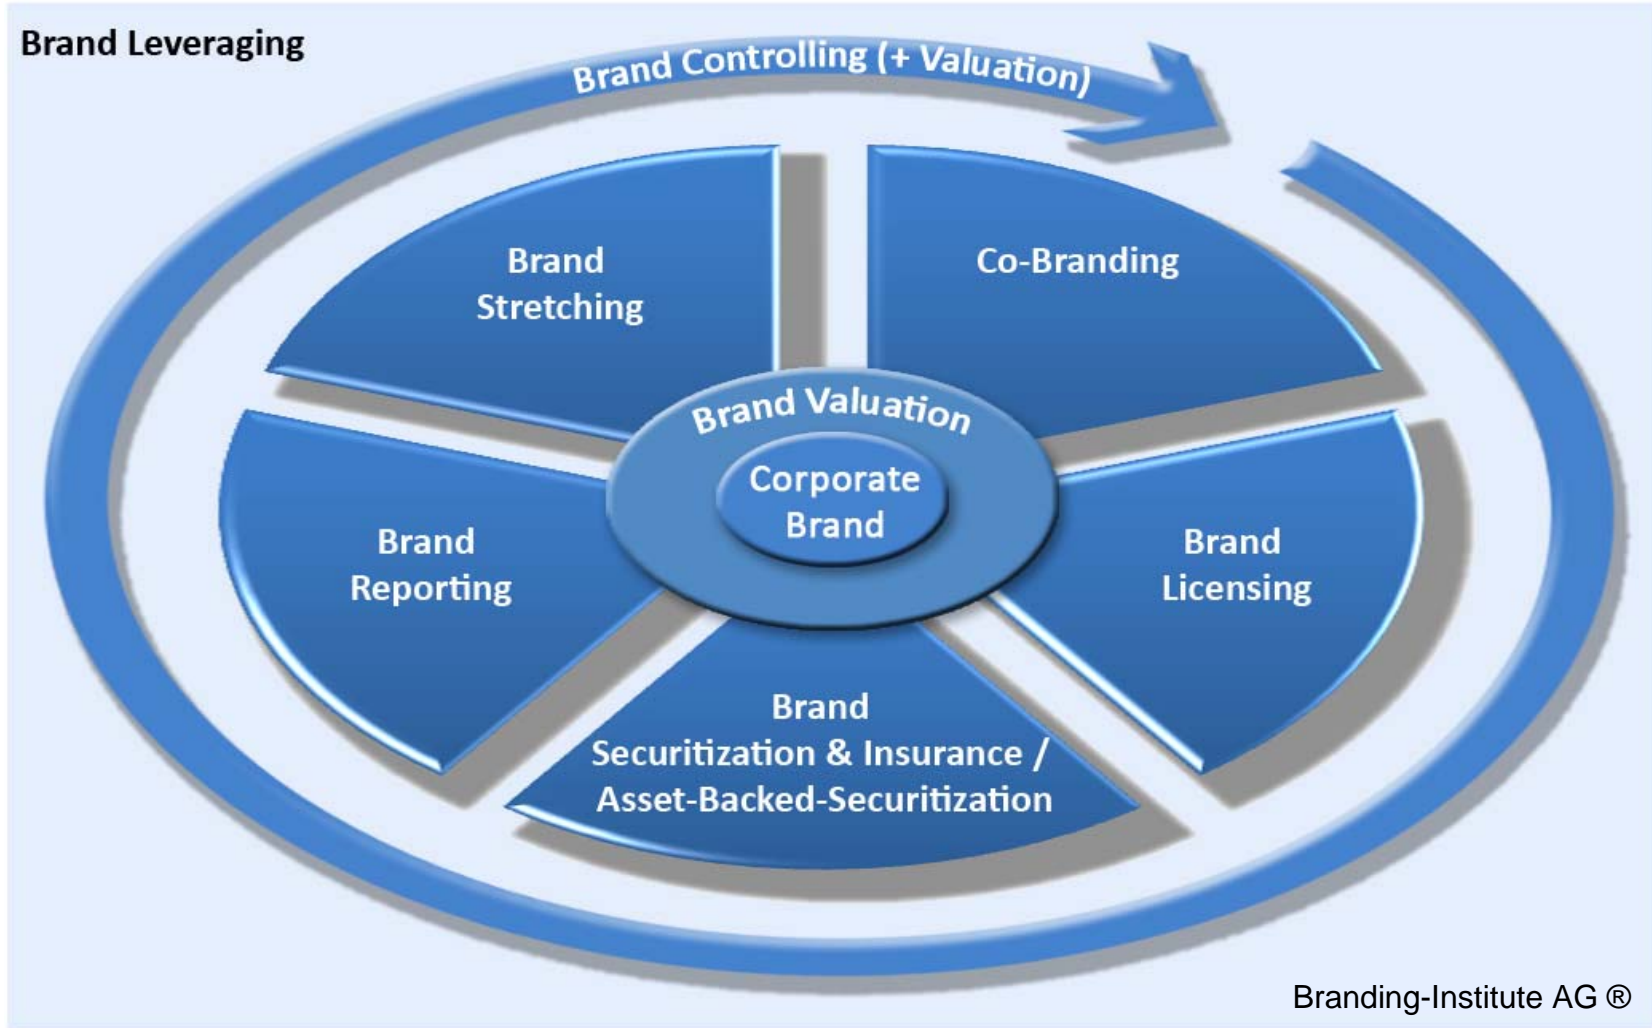 Brand Leveraging
Brand Controlling (+ Valuation)
Brand
Stretching
Co-Branding
Brand Valuation
Corporate
Brand
Brand
Reporting
Brand
Licensing
Brand
Securitization & Insurance /
Asset-Backed-Securitization
Branding-Institute AG ®